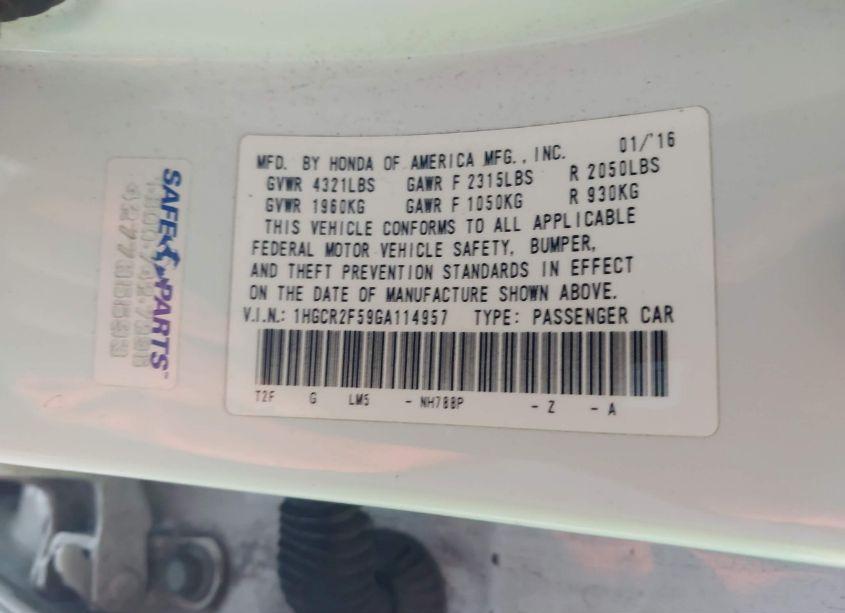 MFD. BY HONDA OF AMERICA MFG., INC. 01/'16
GVWR 4321LBS GAWR F 2315LBS R 2050LBS
GVWR 1960KG GAWR F 1050KG R 930KG
THIS VEHICLE CONFORMS TO ALL APPLICABLE
FEDERAL MOTOR VEHICLE SAFETY, BUMPER,
AND THEFT PREVENTION STANDARDS IN EFFECT
ON THE DATE OF MANUFACTURE SHOWN ABOVE.
V.I.N.: 1HGCR2F59GA114957 TYPE: PASSENGER CAR
T2F G LM5 - NH788P - Z - A
SAFE PARTS